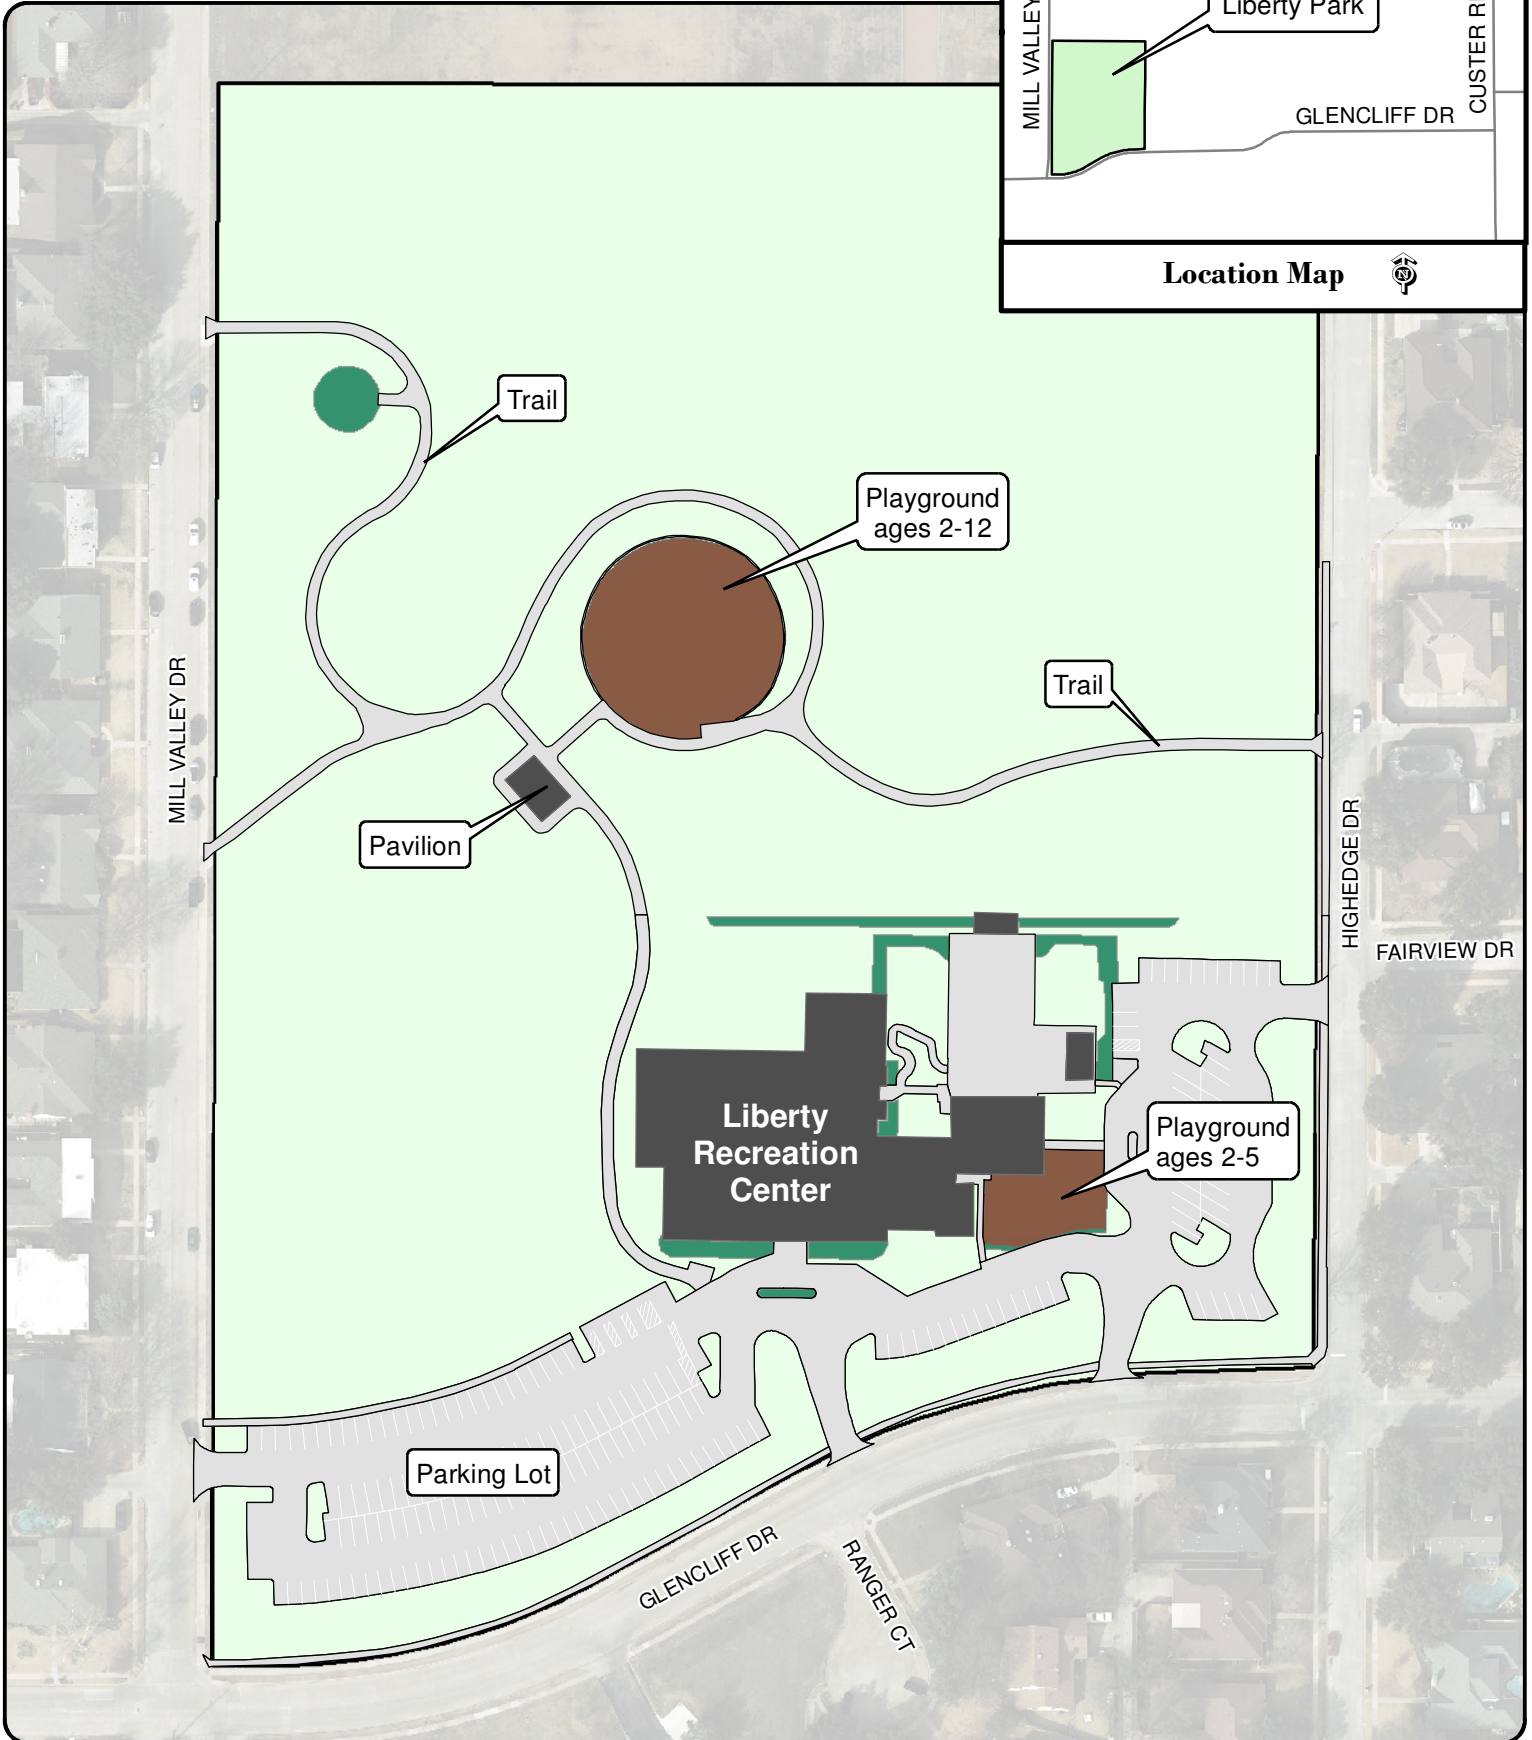 Liberty Park
MILL VALLEY
CUSTER R
GLENCLIFF DR
Location Map
N
Trail
Playground
ages 2-12
Trail
MILL VALLEY DR
Pavilion
HIGHEDGE DR
FAIRVIEW DR
Liberty
Recreation
Center
Playground
ages 2-5
Parking Lot
GLENCLIFF DR
RANGER CT